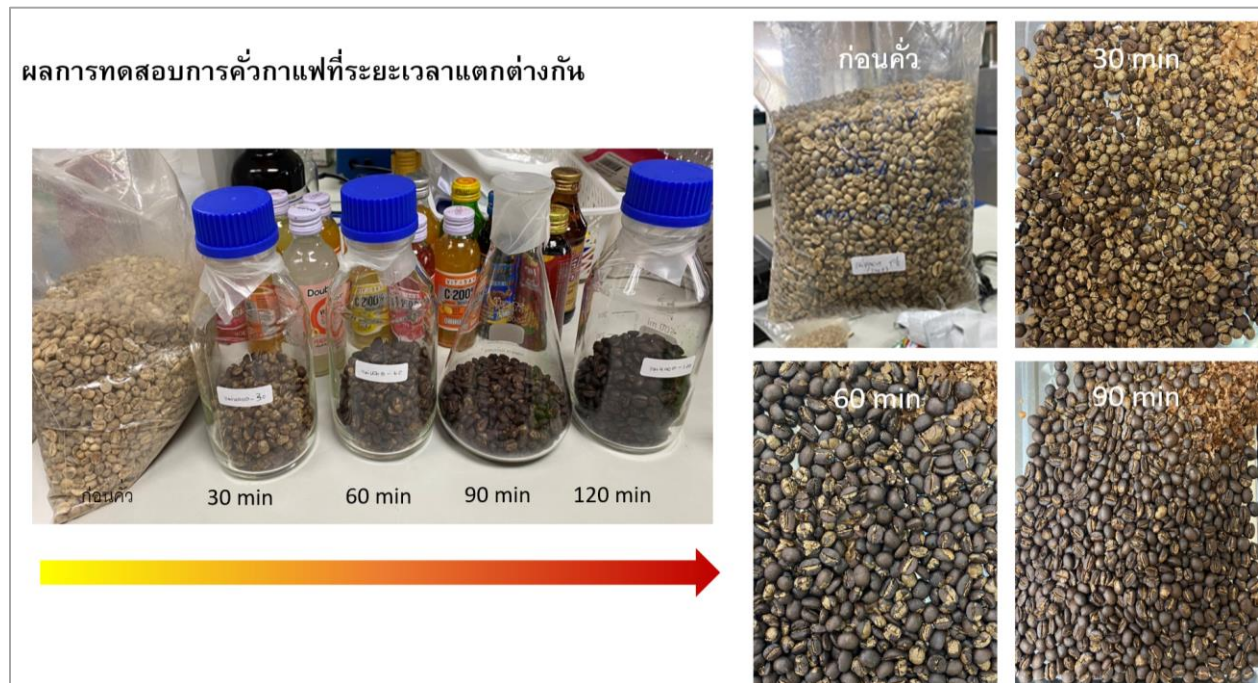 ผลการทดสอบการคั่วกาแฟที่ระยะเวลาแตกต่างกัน
ก่อนคั่ว
30 min
60 min
90 min
120 min
ก่อนคั่ว
30 min
60 min
90 min
C-200
C-200